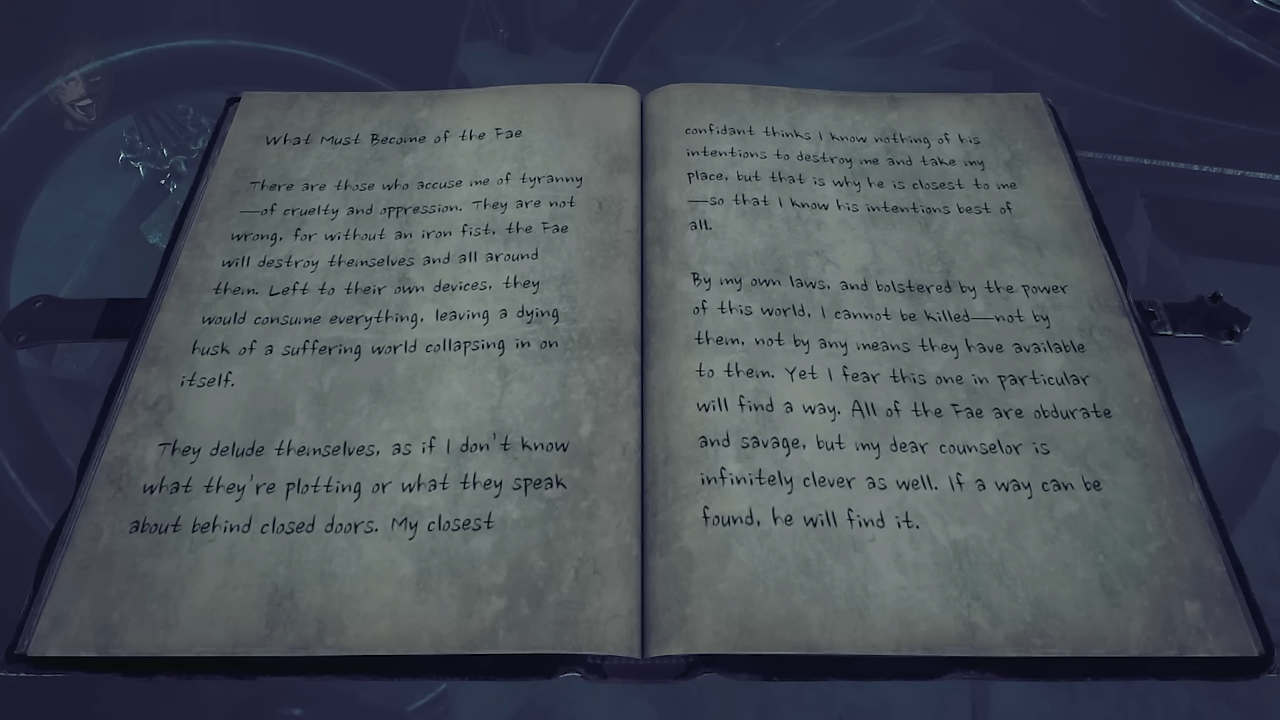 What Must Become of the Fae
There are those who accuse me of tyranny
—of cruelty and oppression. They are not
wrong, for without an iron fist, the Fae
will destroy themselves and all around
them. Left to their own devices, they
would consume everything, leaving a dying
husk of a suffering world collapsing in on
itself.
They delude themselves, as if I don't know
what they're plotting or what they speak
about behind closed doors. My closest
confidant thinks I know nothing of his
intentions to destroy me and take my
place, but that is why he is closest to me
—so that I know his intentions best of
all.
By my own laws, and bolstered by the power
of this world, I cannot be killed—not by
them, not by any means they have available
to them. Yet I fear this one in particular
will find a way. All of the Fae are obdurate
and savage, but my dear counselor is
infinitely clever as well. If a way can be
found, he will find it.